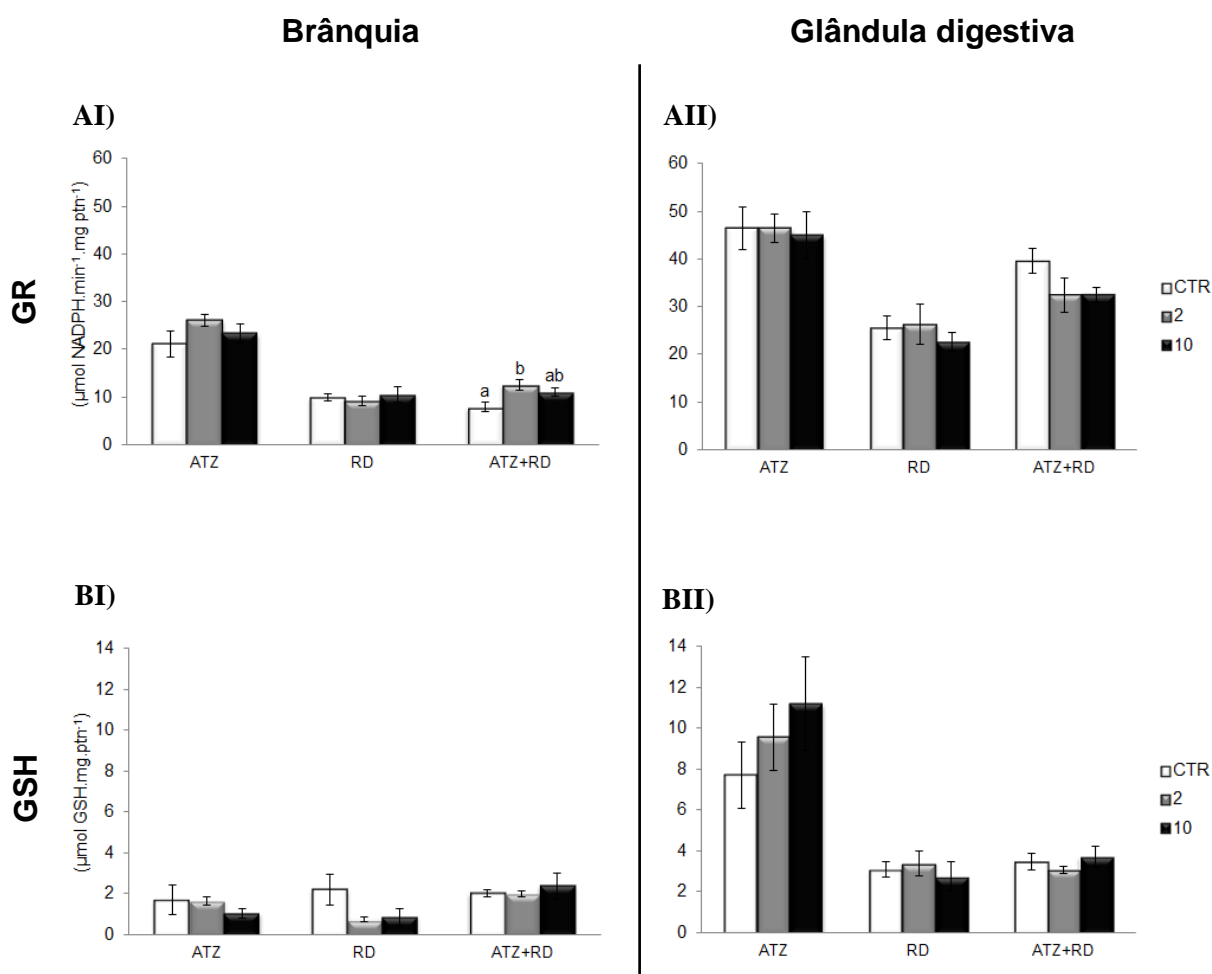 Brânquia
Glândula digestiva
GR
AI)
(µmol NADPH.min⁻¹.mg ptn⁻¹)
60
50
40
30
20
10
0
a
b
ab
ATZ
RD
ATZ+RD
AII)
60
50
40
30
20
10
0
ATZ
RD
ATZ+RD
CTR
2
10
GSH
BI)
(µmol GSH.mg.ptn⁻¹)
14
12
10
8
6
4
2
0
ATZ
RD
ATZ+RD
BII)
14
12
10
8
6
4
2
0
ATZ
RD
ATZ+RD
CTR
2
10